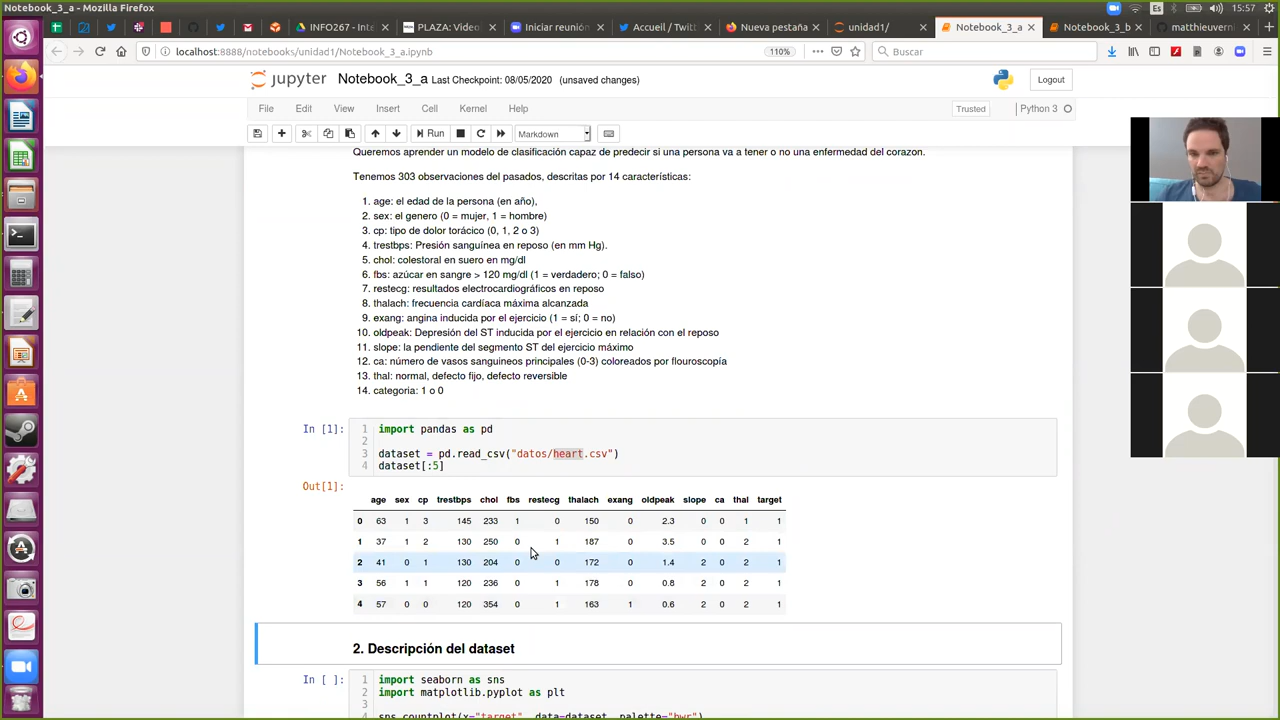 Notebook_3_a - Mozilla Firefox
Es 15:57
INFO267 - Inte
NAZA: Video
Iniciar reunión
Accueil / Twitt
Nueva pestaña
unidad1/
Notebook_3_a
Notebook_3_b
matthieuvern
localhost:8888/notebooks/unidad1/Notebook_3_a.ipynb
110%
Buscar
jupyter Notebook_3_a Last Checkpoint: 08/05/2020 (unsaved changes)
Logout
File Edit View Insert Cell Kernel Help
Trusted
Python 3
Run
Markdown
Queremos aprender un modelo de clasificación capaz de predecir si una persona va a tener o no una enfermedad del corazon.
Tenemos 303 observaciones del pasados, descritas por 14 características:
1. age: el edad de la persona (en año),
2. sex: el genero (0 = mujer, 1 = hombre)
3. cp: tipo de dolor torácico (0, 1, 2 o 3)
4. trestbps: Presión sanguínea en reposo (en mm Hg).
5. chol: colestoral en suero en mg/dl
6. fbs: azúcar en sangre > 120 mg/dl (1 = verdadero; 0 = falso)
7. restecg: resultados electrocardiográficos en reposo
8. thalach: frecuencia cardíaca máxima alcanzada
9. exang: angina inducida por el ejercicio (1 = sí; 0 = no)
10. oldpeak: Depresión del ST inducida por el ejercicio en relación con el reposo
11. slope: la pendiente del segmento ST del ejercicio máximo
12. ca: número de vasos sanguineos principales (0-3) coloreados por flouroscopía
13. thal: normal, defecto fijo, defecto reversible
14. categoria: 1 o 0
In [1]:
1 import pandas as pd
2
3 dataset = pd.read_csv("datos/heart.csv")
4 dataset[:5]
Out[1]:
age sex cp trestbps chol fbs restecg thalach exang oldpeak slope ca thal target
0 63 1 3 145 233 1 0 150 0 2.3 0 0 1 1
1 37 1 2 130 250 0 1 187 0 3.5 0 0 2 1
2 41 0 1 130 204 0 0 172 0 1.4 2 0 2 1
3 56 1 1 120 236 0 1 178 0 0.8 2 0 2 1
4 57 0 0 120 354 0 1 163 1 0.6 2 0 2 1
2. Descripción del dataset
In [ ]:
1 import seaborn as sns
2 import matplotlib.pyplot as plt
4 sns.countplot(x="target", data=dataset, palette="bwr")